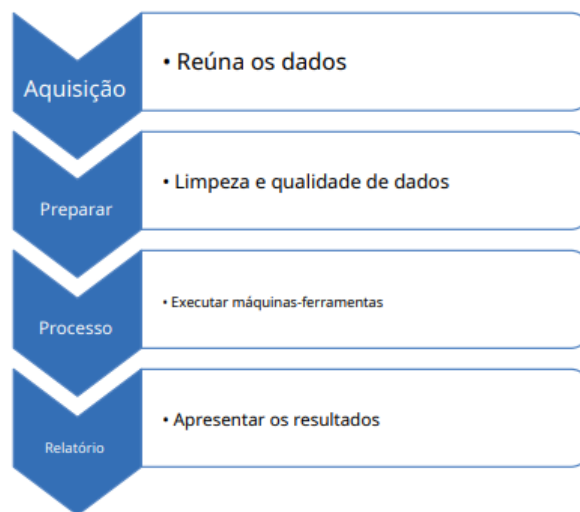 Aquisição
• Reúna os dados
Preparar
• Limpeza e qualidade de dados
Processo
• Executar máquinas-ferramentas
Relatório
• Apresentar os resultados